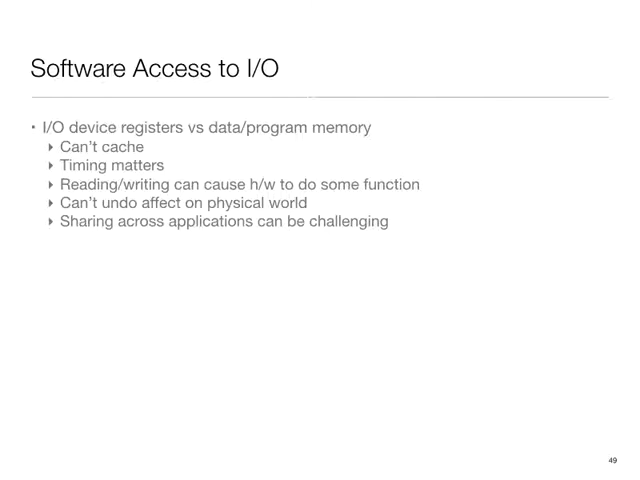 Software Access to I/O
• I/O device registers vs data/program memory
‣ Can't cache
‣ Timing matters
‣ Reading/writing can cause h/w to do some function
‣ Can't undo affect on physical world
‣ Sharing across applications can be challenging
49